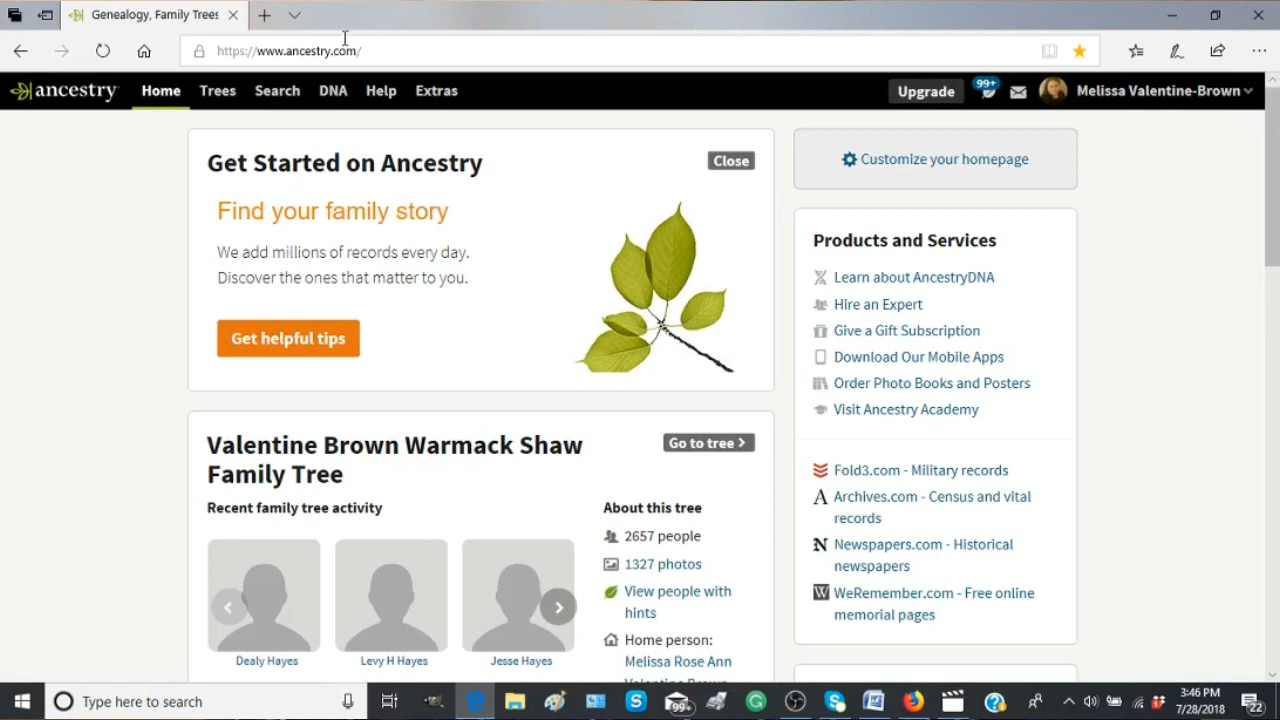 Genealogy, Family Trees
https://www.ancestry.com/
ancestry
Home
Trees
Search
DNA
Help
Extras
Upgrade
99+
Melissa Valentine-Brown
Get Started on Ancestry
Close
Find your family story
We add millions of records every day.
Discover the ones that matter to you.
Get helpful tips
Valentine Brown Warmack Shaw
Family Tree
Go to tree >
Recent family tree activity
Dealy Hayes
Levy H Hayes
Jesse Hayes
About this tree
2657 people
1327 photos
View people with
hints
Home person:
Melissa Rose Ann
Valentine Brown
Customize your homepage
Products and Services
Learn about AncestryDNA
Hire an Expert
Give a Gift Subscription
Download Our Mobile Apps
Order Photo Books and Posters
Visit Ancestry Academy
Fold3.com - Military records
Archives.com - Census and vital
records
Newspapers.com - Historical
newspapers
WeRemember.com - Free online
memorial pages
Type here to search
99+
3:46 PM
7/28/2018
22